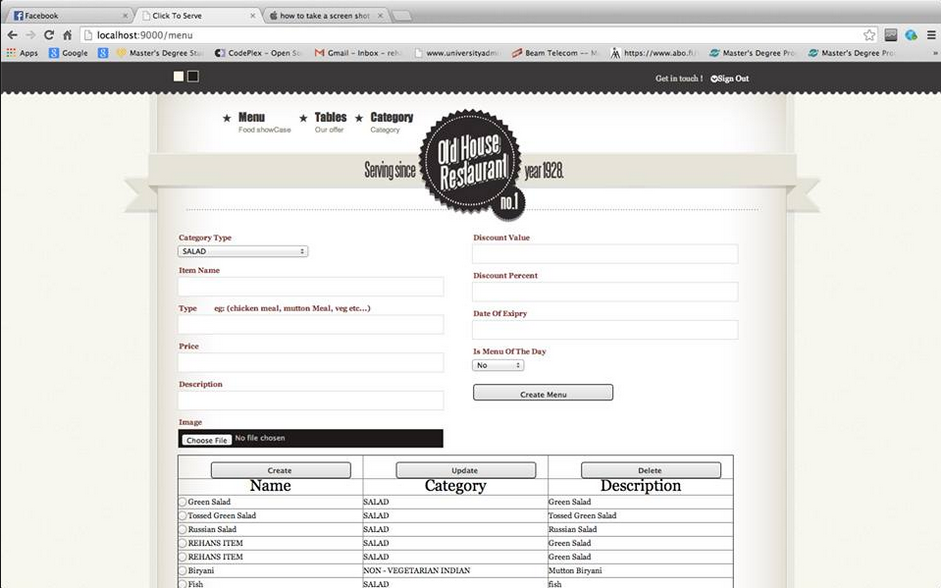 Facebook
Click To Serve
how to take a screen shot
localhost:9000/menu
Apps
Google
Master's Degree Stu
CodePlex - Open So
Gmail - Inbox - reh
www.universityadm
Beam Telecom -- M
https://www.abo.fi/
Master's Degree Pro
Master's Degree Pro
Get in touch !
Sign Out
Menu
Food showCase
Tables
Our offer
Category
Category
Serving since
Old House
Restaurant
no.1
year 1928.
Category Type
SALAD
Item Name
Type eg: (chicken meal, mutton Meal, veg etc...)
Price
Description
Image
Choose File No file chosen
Discount Value
Discount Percent
Date Of Exipry
Is Menu Of The Day
No
Create Menu
Create Update Delete
Name Category Description
Green Salad SALAD Green Salad
Tossed Green Salad SALAD Tossed Green Salad
Russian Salad SALAD Russian Salad
REHANS ITEM SALAD Green Salad
REHANS ITEM SALAD Green Salad
Biryani NON - VEGETARIAN INDIAN Mutton Biryani
Fish SALAD fish